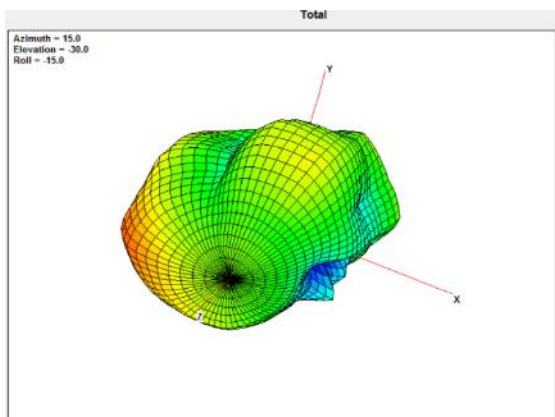 Total
Azimuth = 15.0
Elevation = -30.0
Roll = -15.0
Y
X
Z